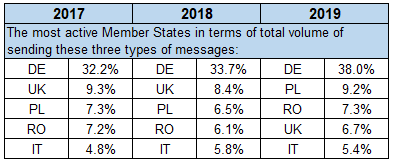 2017 2018 2019
The most active Member States in terms of total volume of
sending these three types of messages:
DE 32.2% DE 33.7% DE 38.0%
UK 9.3% UK 8.4% PL 9.2%
PL 7.3% PL 6.5% RO 7.3%
RO 7.2% RO 6.1% UK 6.7%
IT 4.8% IT 5.8% IT 5.4%